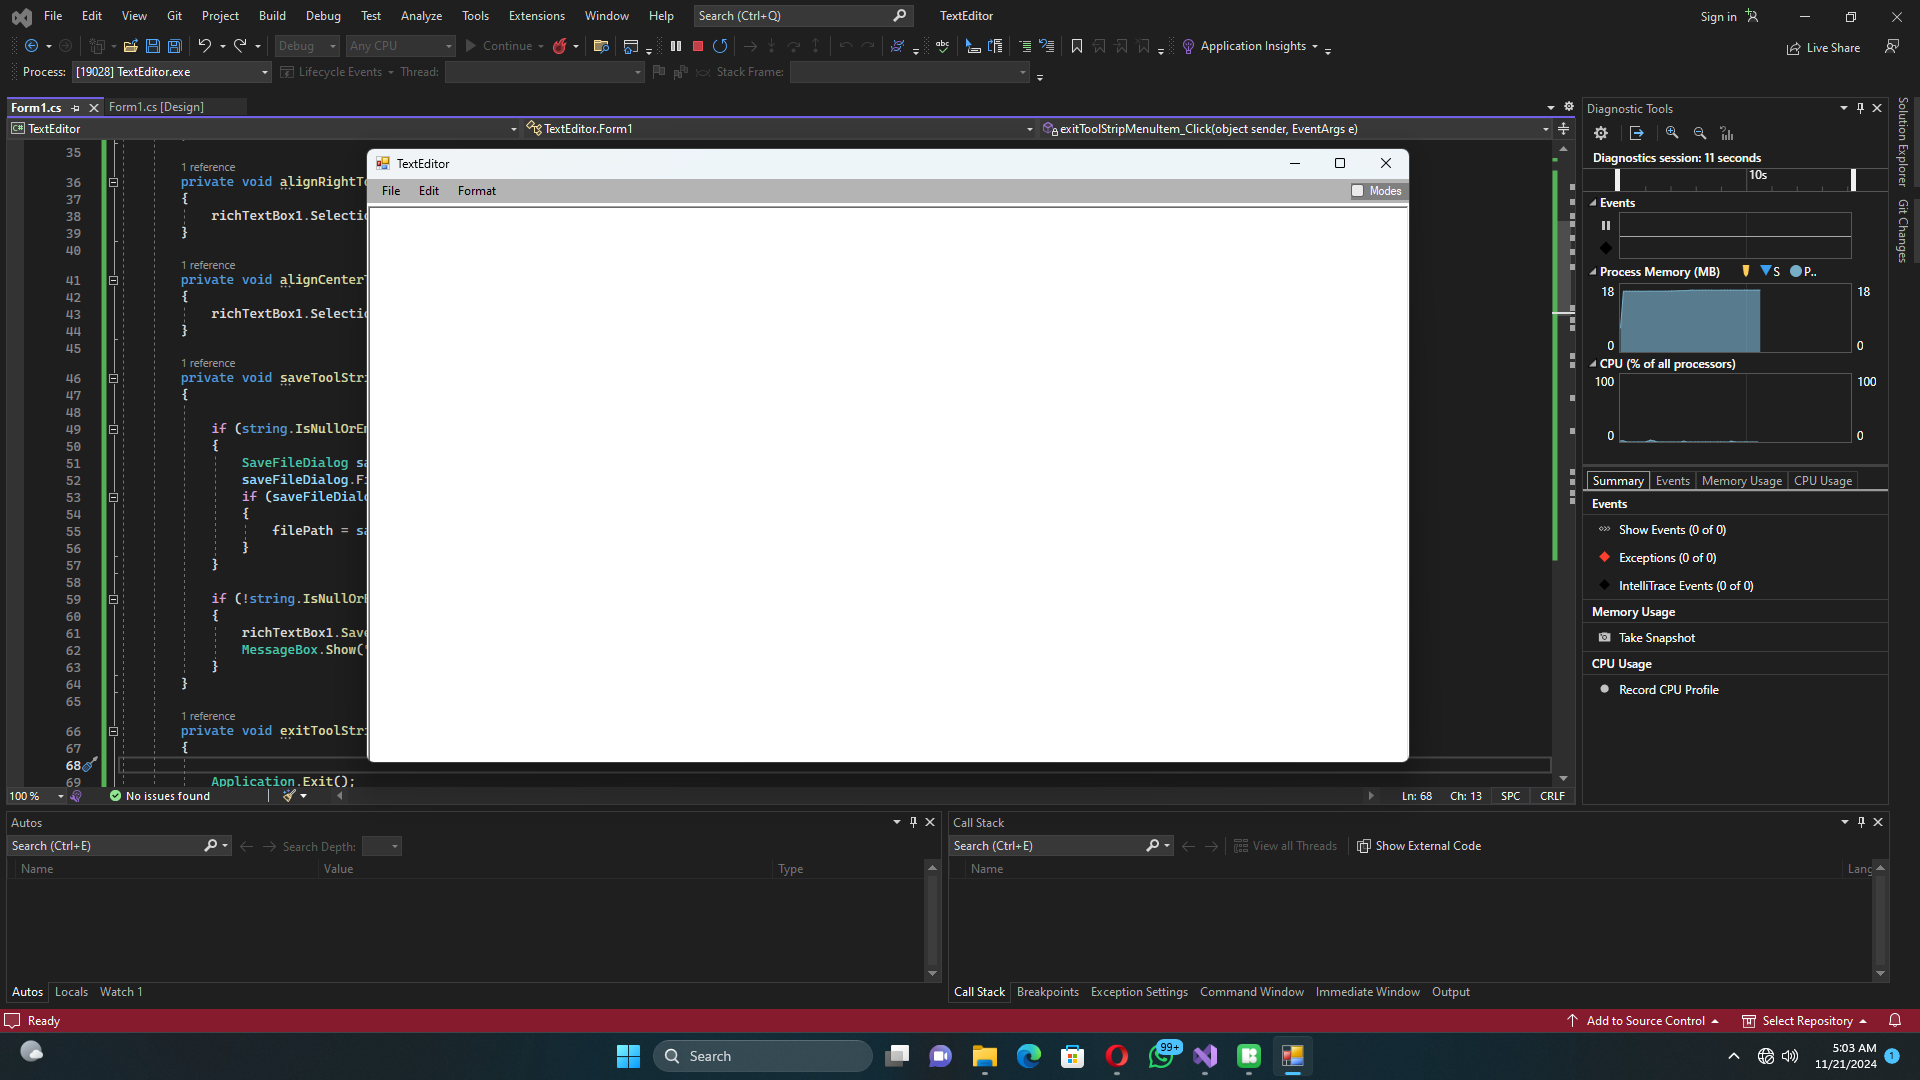 File Edit View Git Project Build Debug Test Analyze Tools Extensions Window Help Search (Ctrl+Q) TextEditor Sign in
Debug Any CPU Continue Application Insights Live Share
Process: [19028] TextEditor.exe Lifecycle Events Thread: Stack Frame:
Form1.cs Form1.cs [Design]
TextEditor TextEditor.Form1 exitToolStripMenuItem_Click(object sender, EventArgs e)
35
1 reference
36 private void alignRightTo
37 {
38 richTextBox1.Selectio
39 }
40
1 reference
41 private void alignCenterT
42 {
43 richTextBox1.Selectio
44 }
45
1 reference
46 private void saveToolStri
47 {
48
49 if (string.IsNullOrEm
50 {
51 SaveFileDialog sa
52 saveFileDialog.Fi
53 if (saveFileDialo
54 {
55 filePath = sa
56 }
57 }
58
59 if (!string.IsNullOrE
60 {
61 richTextBox1.Save
62 MessageBox.Show("
63 }
64 }
65
1 reference
66 private void exitToolStri
67 {
68
69 Application.Exit();
TextEditor
File Edit Format Modes
100 % No issues found Ln: 68 Ch: 13 SPC CRLF
Diagnostic Tools
Diagnostics session: 11 seconds
10s
Events
Process Memory (MB) S P..
18 18
0 0
CPU (% of all processors)
100 100
0 0
Summary Events Memory Usage CPU Usage
Events
Show Events (0 of 0)
Exceptions (0 of 0)
IntelliTrace Events (0 of 0)
Memory Usage
Take Snapshot
CPU Usage
Record CPU Profile
Solution Explorer
Git Changes
Autos
Search (Ctrl+E) Search Depth:
Name Value Type
Autos Locals Watch 1
Call Stack
Search (Ctrl+E) View all Threads Show External Code
Name Lang
Call Stack Breakpoints Exception Settings Command Window Immediate Window Output
Ready Add to Source Control Select Repository
Search 99+ 5:03 AM
11/21/2024 1